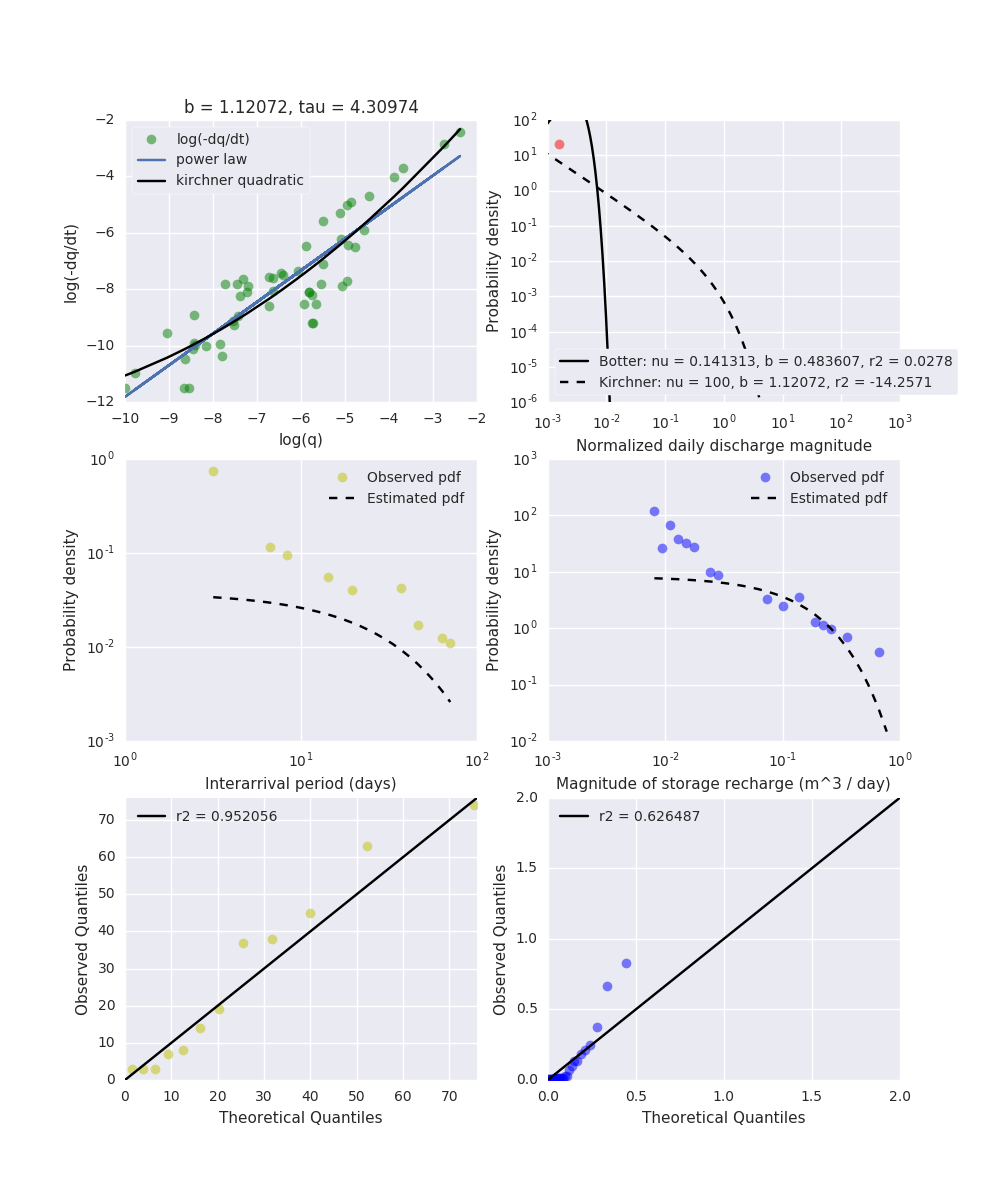 b = 1.12072, tau = 4.30974
log(-dq/dt)
power law
kirchner quadratic
log(-dq/dt)
−2
−4
−6
−8
−10
−12
−10 −9 −8 −7 −6 −5 −4 −3 −2
log(q)
Probability density
10^2
10^1
10^0
10^-1
10^-2
10^-3
10^-4
10^-5
10^-6
Botter: nu = 0.141313, b = 0.483607, r2 = 0.0278
Kirchner: nu = 100, b = 1.12072, r2 = -14.2571
10^-3 10^-2 10^-1 10^0 10^1 10^2 10^3
Normalized daily discharge magnitude
Probability density
10^0
10^-1
10^-2
10^-3
Observed pdf
Estimated pdf
10^0 10^1 10^2
Interarrival period (days)
Probability density
10^3
10^2
10^1
10^0
10^-1
10^-2
Observed pdf
Estimated pdf
10^-3 10^-2 10^-1 10^0
Magnitude of storage recharge (m^3 / day)
Observed Quantiles
70
60
50
40
30
20
10
0
r2 = 0.952056
0 10 20 30 40 50 60 70
Theoretical Quantiles
Observed Quantiles
2.0
1.5
1.0
0.5
0.0
r2 = 0.626487
0.0 0.5 1.0 1.5 2.0
Theoretical Quantiles